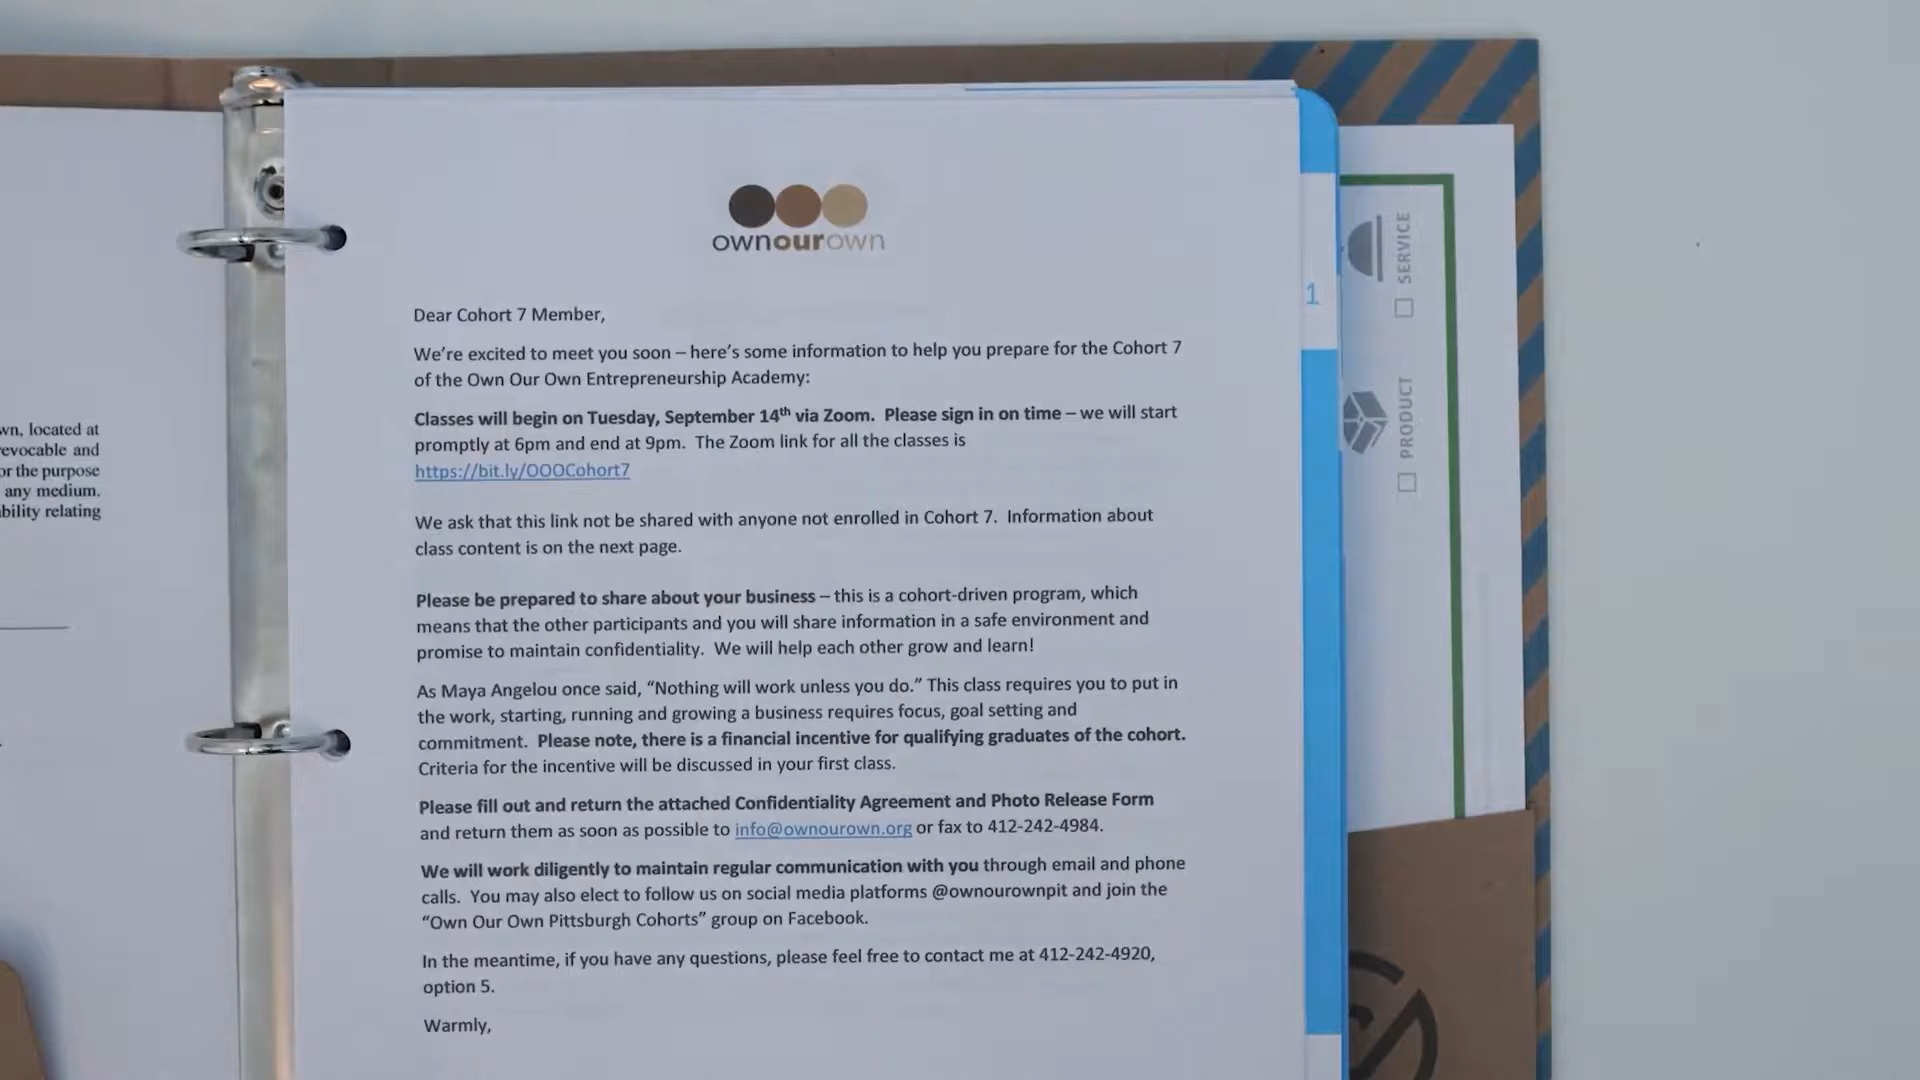 wn, located at
evocable and
or the purpose
any medium.
bility relating
ownourown
Dear Cohort 7 Member,
We're excited to meet you soon – here's some information to help you prepare for the Cohort 7
of the Own Our Own Entrepreneurship Academy:
Classes will begin on Tuesday, September 14th via Zoom.  Please sign in on time – we will start
promptly at 6pm and end at 9pm.  The Zoom link for all the classes is
https://bit.ly/OOOCohort7
We ask that this link not be shared with anyone not enrolled in Cohort 7.  Information about
class content is on the next page.
Please be prepared to share about your business – this is a cohort-driven program, which
means that the other participants and you will share information in a safe environment and
promise to maintain confidentiality.  We will help each other grow and learn!
As Maya Angelou once said, “Nothing will work unless you do.” This class requires you to put in
the work, starting, running and growing a business requires focus, goal setting and
commitment.  Please note, there is a financial incentive for qualifying graduates of the cohort.
Criteria for the incentive will be discussed in your first class.
Please fill out and return the attached Confidentiality Agreement and Photo Release Form
and return them as soon as possible to info@ownourown.org or fax to 412-242-4984.
We will work diligently to maintain regular communication with you through email and phone
calls.  You may also elect to follow us on social media platforms @ownourownpit and join the
“Own Our Own Pittsburgh Cohorts” group on Facebook.
In the meantime, if you have any questions, please feel free to contact me at 412-242-4920,
option 5.
Warmly,
1
SERVICE
PRODUCT